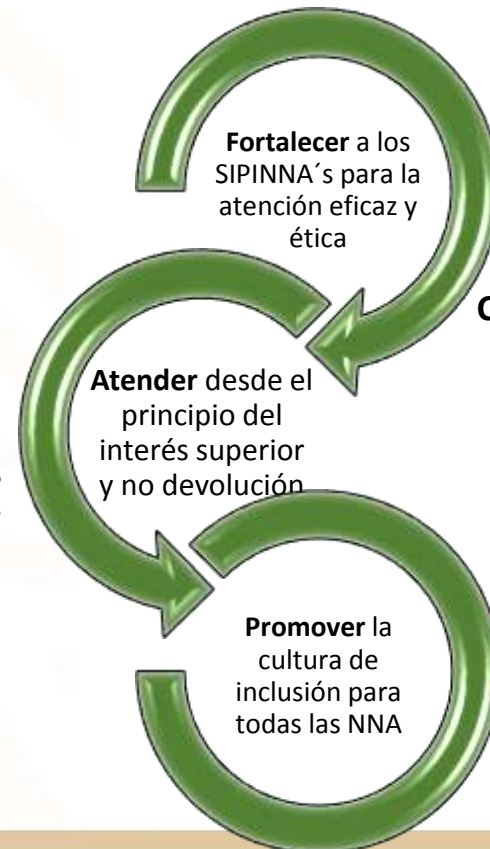 Fortalecer a los
SIPINNA´s para la
atención eficaz y
ética
Atender desde el
principio del
interés superior
y no devolución
Promover la
cultura de
inclusión para
todas las NNA